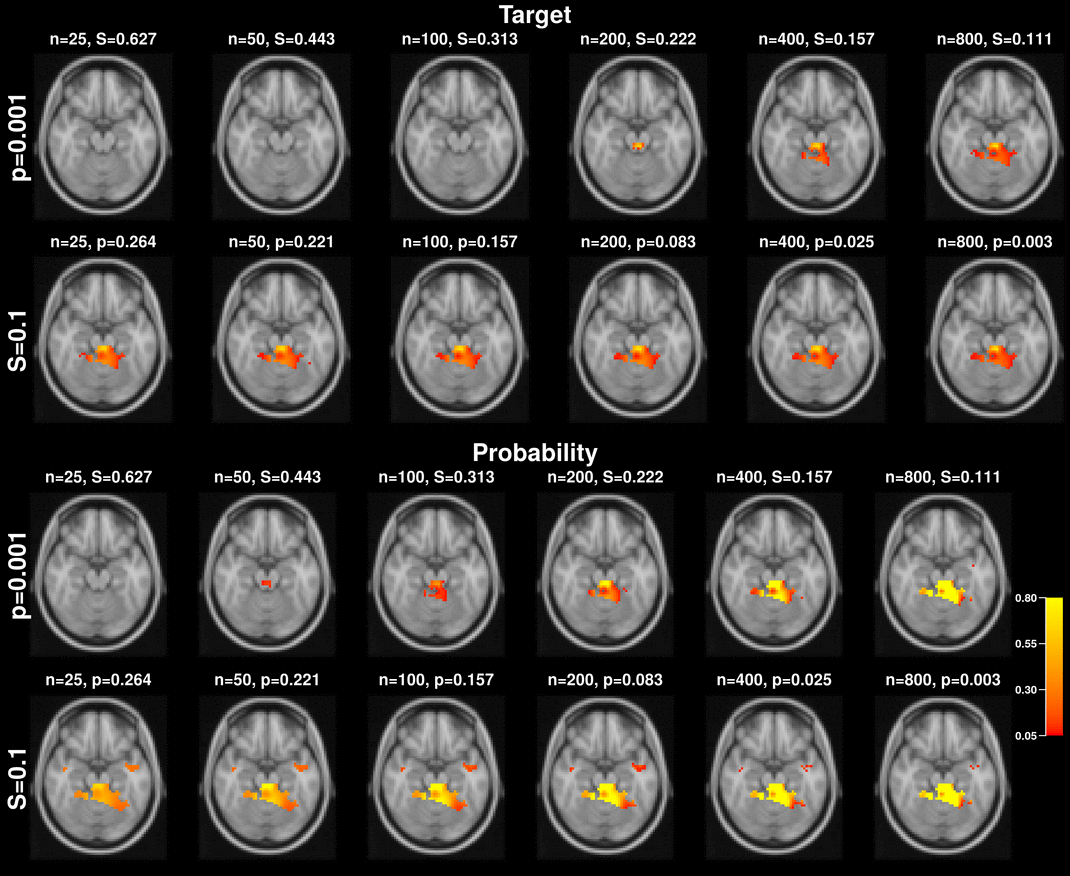 Target
n=25, S=0.627 n=50, S=0.443 n=100, S=0.313 n=200, S=0.222 n=400, S=0.157 n=800, S=0.111
p=0.001
n=25, p=0.264 n=50, p=0.221 n=100, p=0.157 n=200, p=0.083 n=400, p=0.025 n=800, p=0.003
S=0.1
Probability
n=25, S=0.627 n=50, S=0.443 n=100, S=0.313 n=200, S=0.222 n=400, S=0.157 n=800, S=0.111
p=0.001
0.80
0.55
0.30
0.05
n=25, p=0.264 n=50, p=0.221 n=100, p=0.157 n=200, p=0.083 n=400, p=0.025 n=800, p=0.003
S=0.1